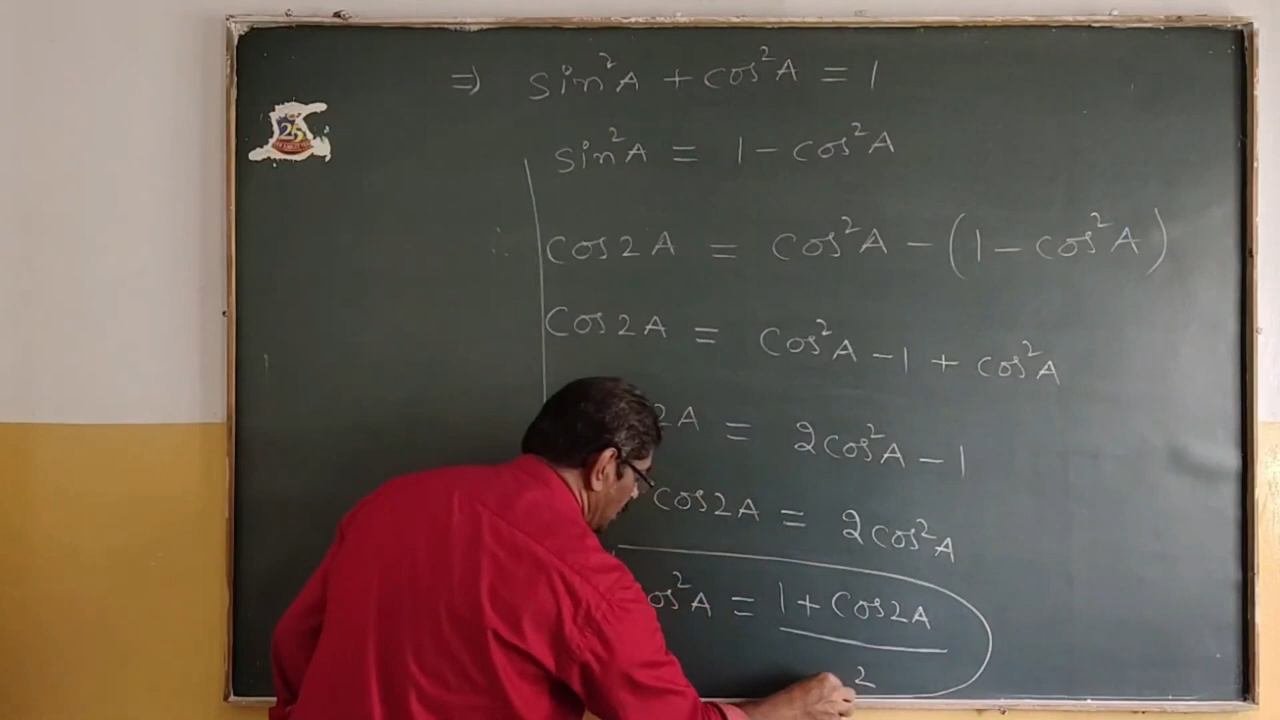 ⇒ sin²A + cos²A = 1
25
sin²A = 1 - cos²A
∴ cos2A = cos²A - (1 - cos²A)
Cos2A = cos²A - 1 + cos²A
2A = 2cos²A - 1
cos2A = 2cos²A
os²A = 1 + cos2A
2